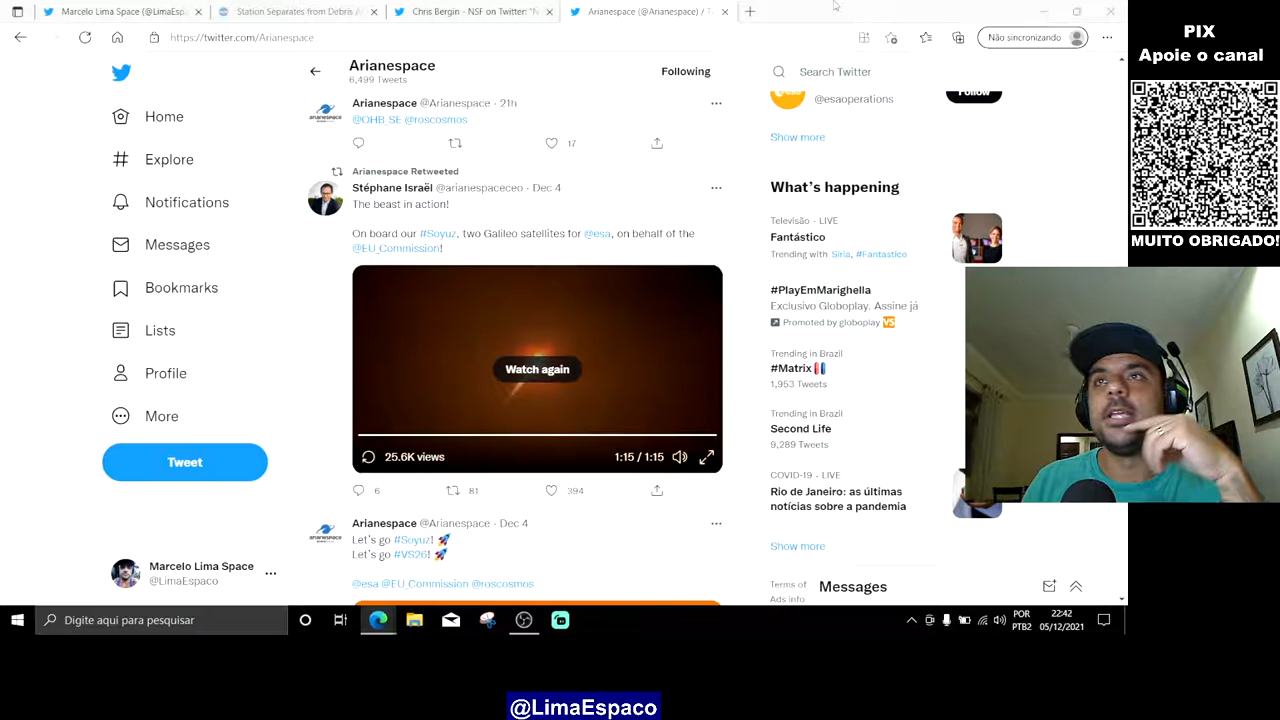 Marcelo Lima Space (@LimaEsp
Station Separates from Debris A
Chris Bergin - NSF on Twitter: "F
Arianespace (@Arianespace) / T
https://twitter.com/Arianespace
Não sincronizando
Arianespace
6,499 Tweets
Following
Search Twitter
Home
Explore
Notifications
Messages
Bookmarks
Lists
Profile
More
Tweet
Marcelo Lima Space
@LimaEspaco
Arianespace @Arianespace · 21h
@OHB_SE @roscosmos
17
Arianespace Retweeted
Stéphane Israël @arianespaceceo · Dec 4
The beast in action!
On board our #Soyuz, two Galileo satellites for @esa, on behalf of the
@EU_Commission!
Watch again
25.6K views
1:15 / 1:15
6
81
394
Arianespace @Arianespace · Dec 4
Let's go #Soyuz! 🚀
Let's go #VS26! 🚀
@esa @EU_Commission @roscosmos
@esaoperations
Follow
Show more
What's happening
Televisão · LIVE
Fantástico
Trending with Síria, #Fantastico
#PlayEmMarighella
Exclusivo Globoplay. Assine já
Promoted by globoplay 🆚
Trending in Brazil
#Matrix
1,953 Tweets
Trending in Brazil
Second Life
9,289 Tweets
COVID-19 · LIVE
Rio de Janeiro: as últimas
notícias sobre a pandemia
Show more
Terms of
Ads info
Messages
Digite aqui para pesquisar
POR
PTB2
22:42
05/12/2021
PIX
Apoie o canal
MUITO OBRIGADO!
@LimaEspaco